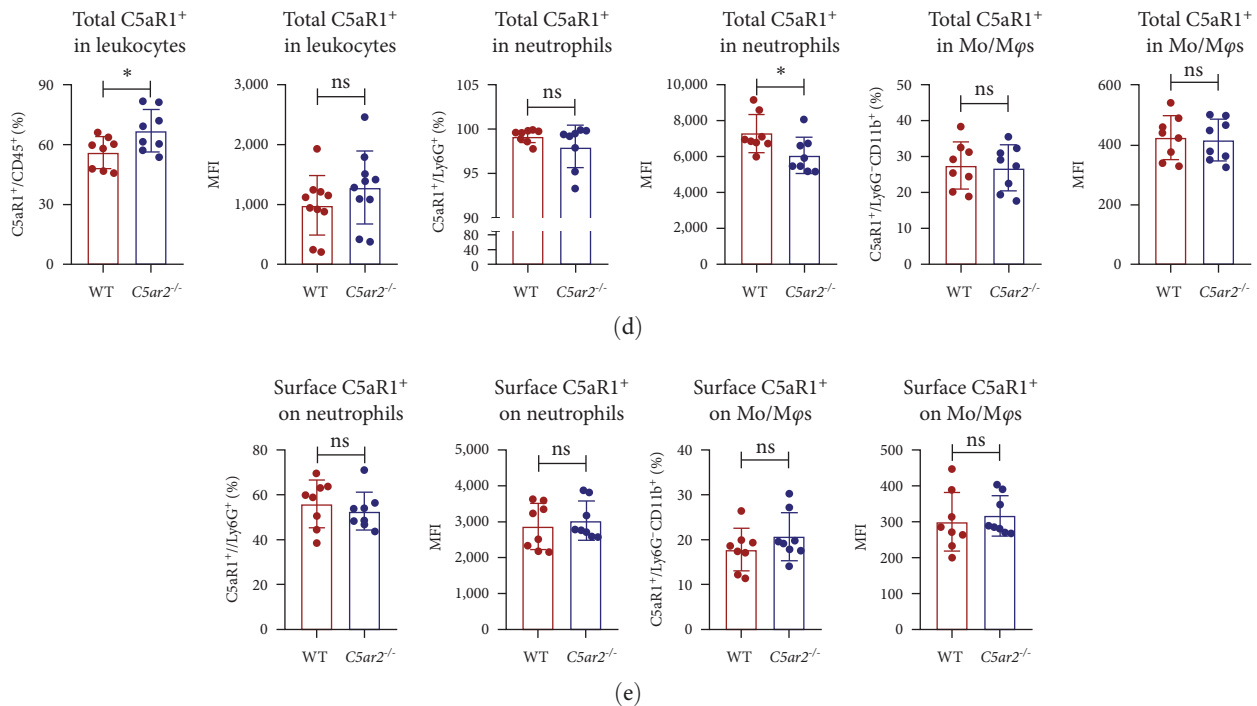 Total C5aR1⁺
in leukocytes
C5aR1⁺/CD45⁺ (%)
90
60
30
0
*
WT
C5ar2⁻/⁻
Total C5aR1⁺
in leukocytes
MFI
3,000
2,000
1,000
0
ns
WT
C5ar2⁻/⁻
Total C5aR1⁺
in neutrophils
C5aR1⁺/Ly6G⁺ (%)
105
100
95
90
80
40
0
ns
WT
C5ar2⁻/⁻
Total C5aR1⁺
in neutrophils
MFI
10,000
8,000
6,000
4,000
2,000
0
*
WT
C5ar2⁻/⁻
Total C5aR1⁺
in Mo/Mφs
C5aR1⁺/Ly6G⁻CD11b⁺ (%)
50
40
30
20
10
0
ns
WT
C5ar2⁻/⁻
Total C5aR1⁺
in Mo/Mφs
MFI
600
400
200
0
ns
WT
C5ar2⁻/⁻
(d)
Surface C5aR1⁺
on neutrophils
C5aR1⁺//Ly6G⁺ (%)
80
60
40
20
0
ns
WT
C5ar2⁻/⁻
Surface C5aR1⁺
on neutrophils
MFI
5,000
4,000
3,000
2,000
1,000
0
ns
WT
C5ar2⁻/⁻
Surface C5aR1⁺
on Mo/Mφs
C5aR1⁺/Ly6G⁻CD11b⁺ (%)
40
30
20
10
0
ns
WT
C5ar2⁻/⁻
Surface C5aR1⁺
on Mo/Mφs
MFI
500
400
300
200
100
0
ns
WT
C5ar2⁻/⁻
(e)